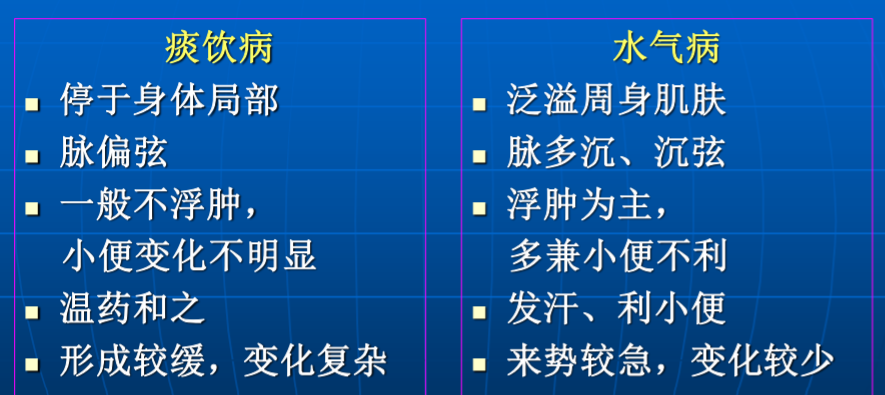 痰饮病
停于身体局部
脉偏弦
一般不浮肿，
小便变化不明显
温药和之
形成较缓，变化复杂
水气病
泛溢周身肌肤
脉多沉、沉弦
浮肿为主，
多兼小便不利
发汗、利小便
来势较急，变化较少